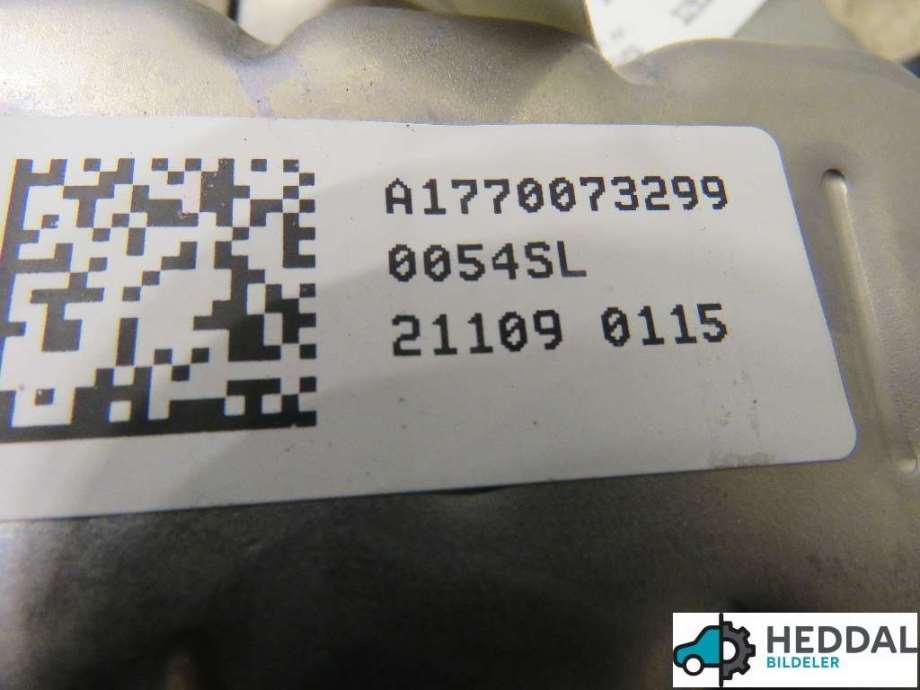 A1770073299
0054SL
21109 0115
HEDDAL
BILDELER